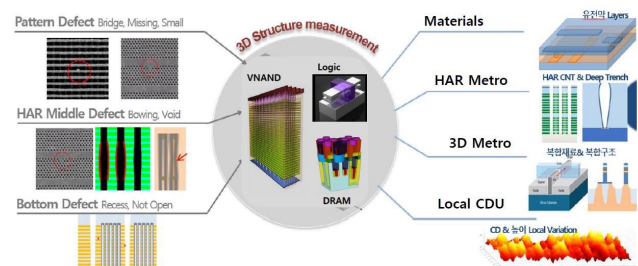 Pattern Defect Bridge, Missing, Small
HAR Middle Defect Bowing, Void
Bottom Defect Recess, Not Open
3D Structure measurement
VNAND
Logic
DRAM
Materials
유전막 Layers
HAR Metro
HAR CNT & Deep Trench
3D Metro
복합재료& 복합구조
Local CDU
CD & 높이 Local Variation